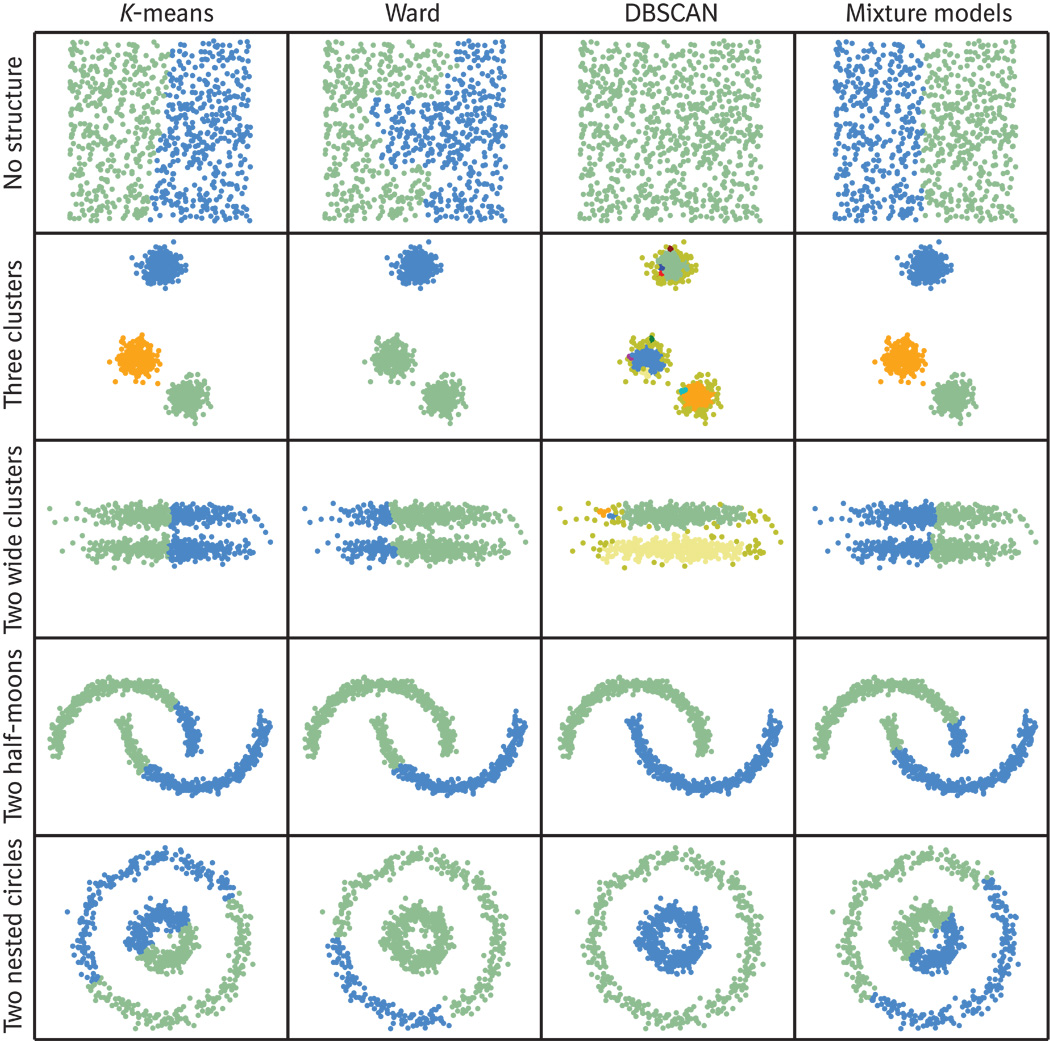 K-means
Ward
DBSCAN
Mixture models
No structure
Three clusters
Two wide clusters
Two half-moons
Two nested circles